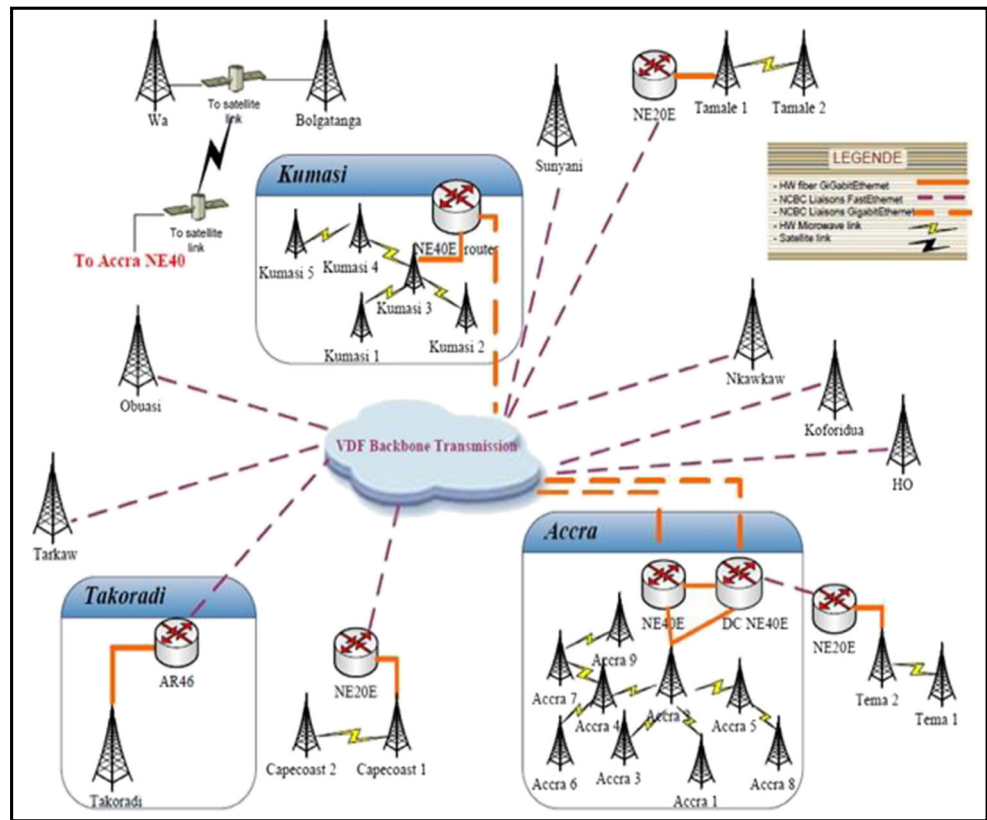 Wa
To satellite
link
Bolgatanga
To satellite
link
To Accra NE40
Sunyani
NE20E
Tamale 1
Tamale 2
LEGENDE
- HW fiber GiGabitEthernet
- NCBC Liaisons FastEthernet
- NCBC Liaisons GigabitEthernet
- HW Microwave link
- Satellite link
Kumasi
NE40E router
Kumasi 5
Kumasi 4
Kumasi 3
Kumasi 1
Kumasi 2
Obuasi
Nkawkaw
Koforidua
HO
VDF Backbone Transmission
Tarkaw
Takoradi
AR46
Takoradi
NE20E
Capecoast 2
Capecoast 1
Accra
NE40E
DC NE40E
NE20E
Accra 9
Accra 7
Accra 4
Accra
Accra 5
Accra 6
Accra 3
Accra 1
Accra 8
Tema 2
Tema 1